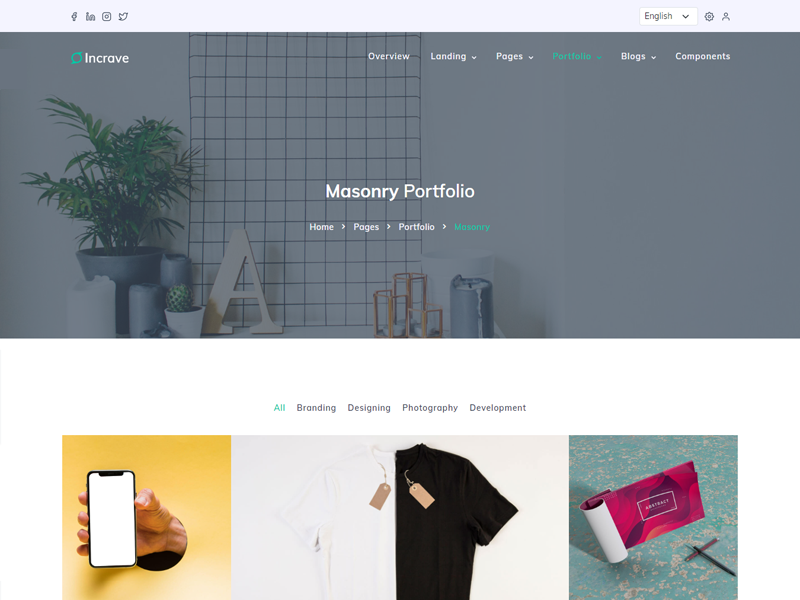 English
Incrave
Overview Landing Pages Portfolio Blogs Components
Masonry Portfolio
Home > Pages > Portfolio > Masonry
All Branding Designing Photography Development
A
ABSTRACT